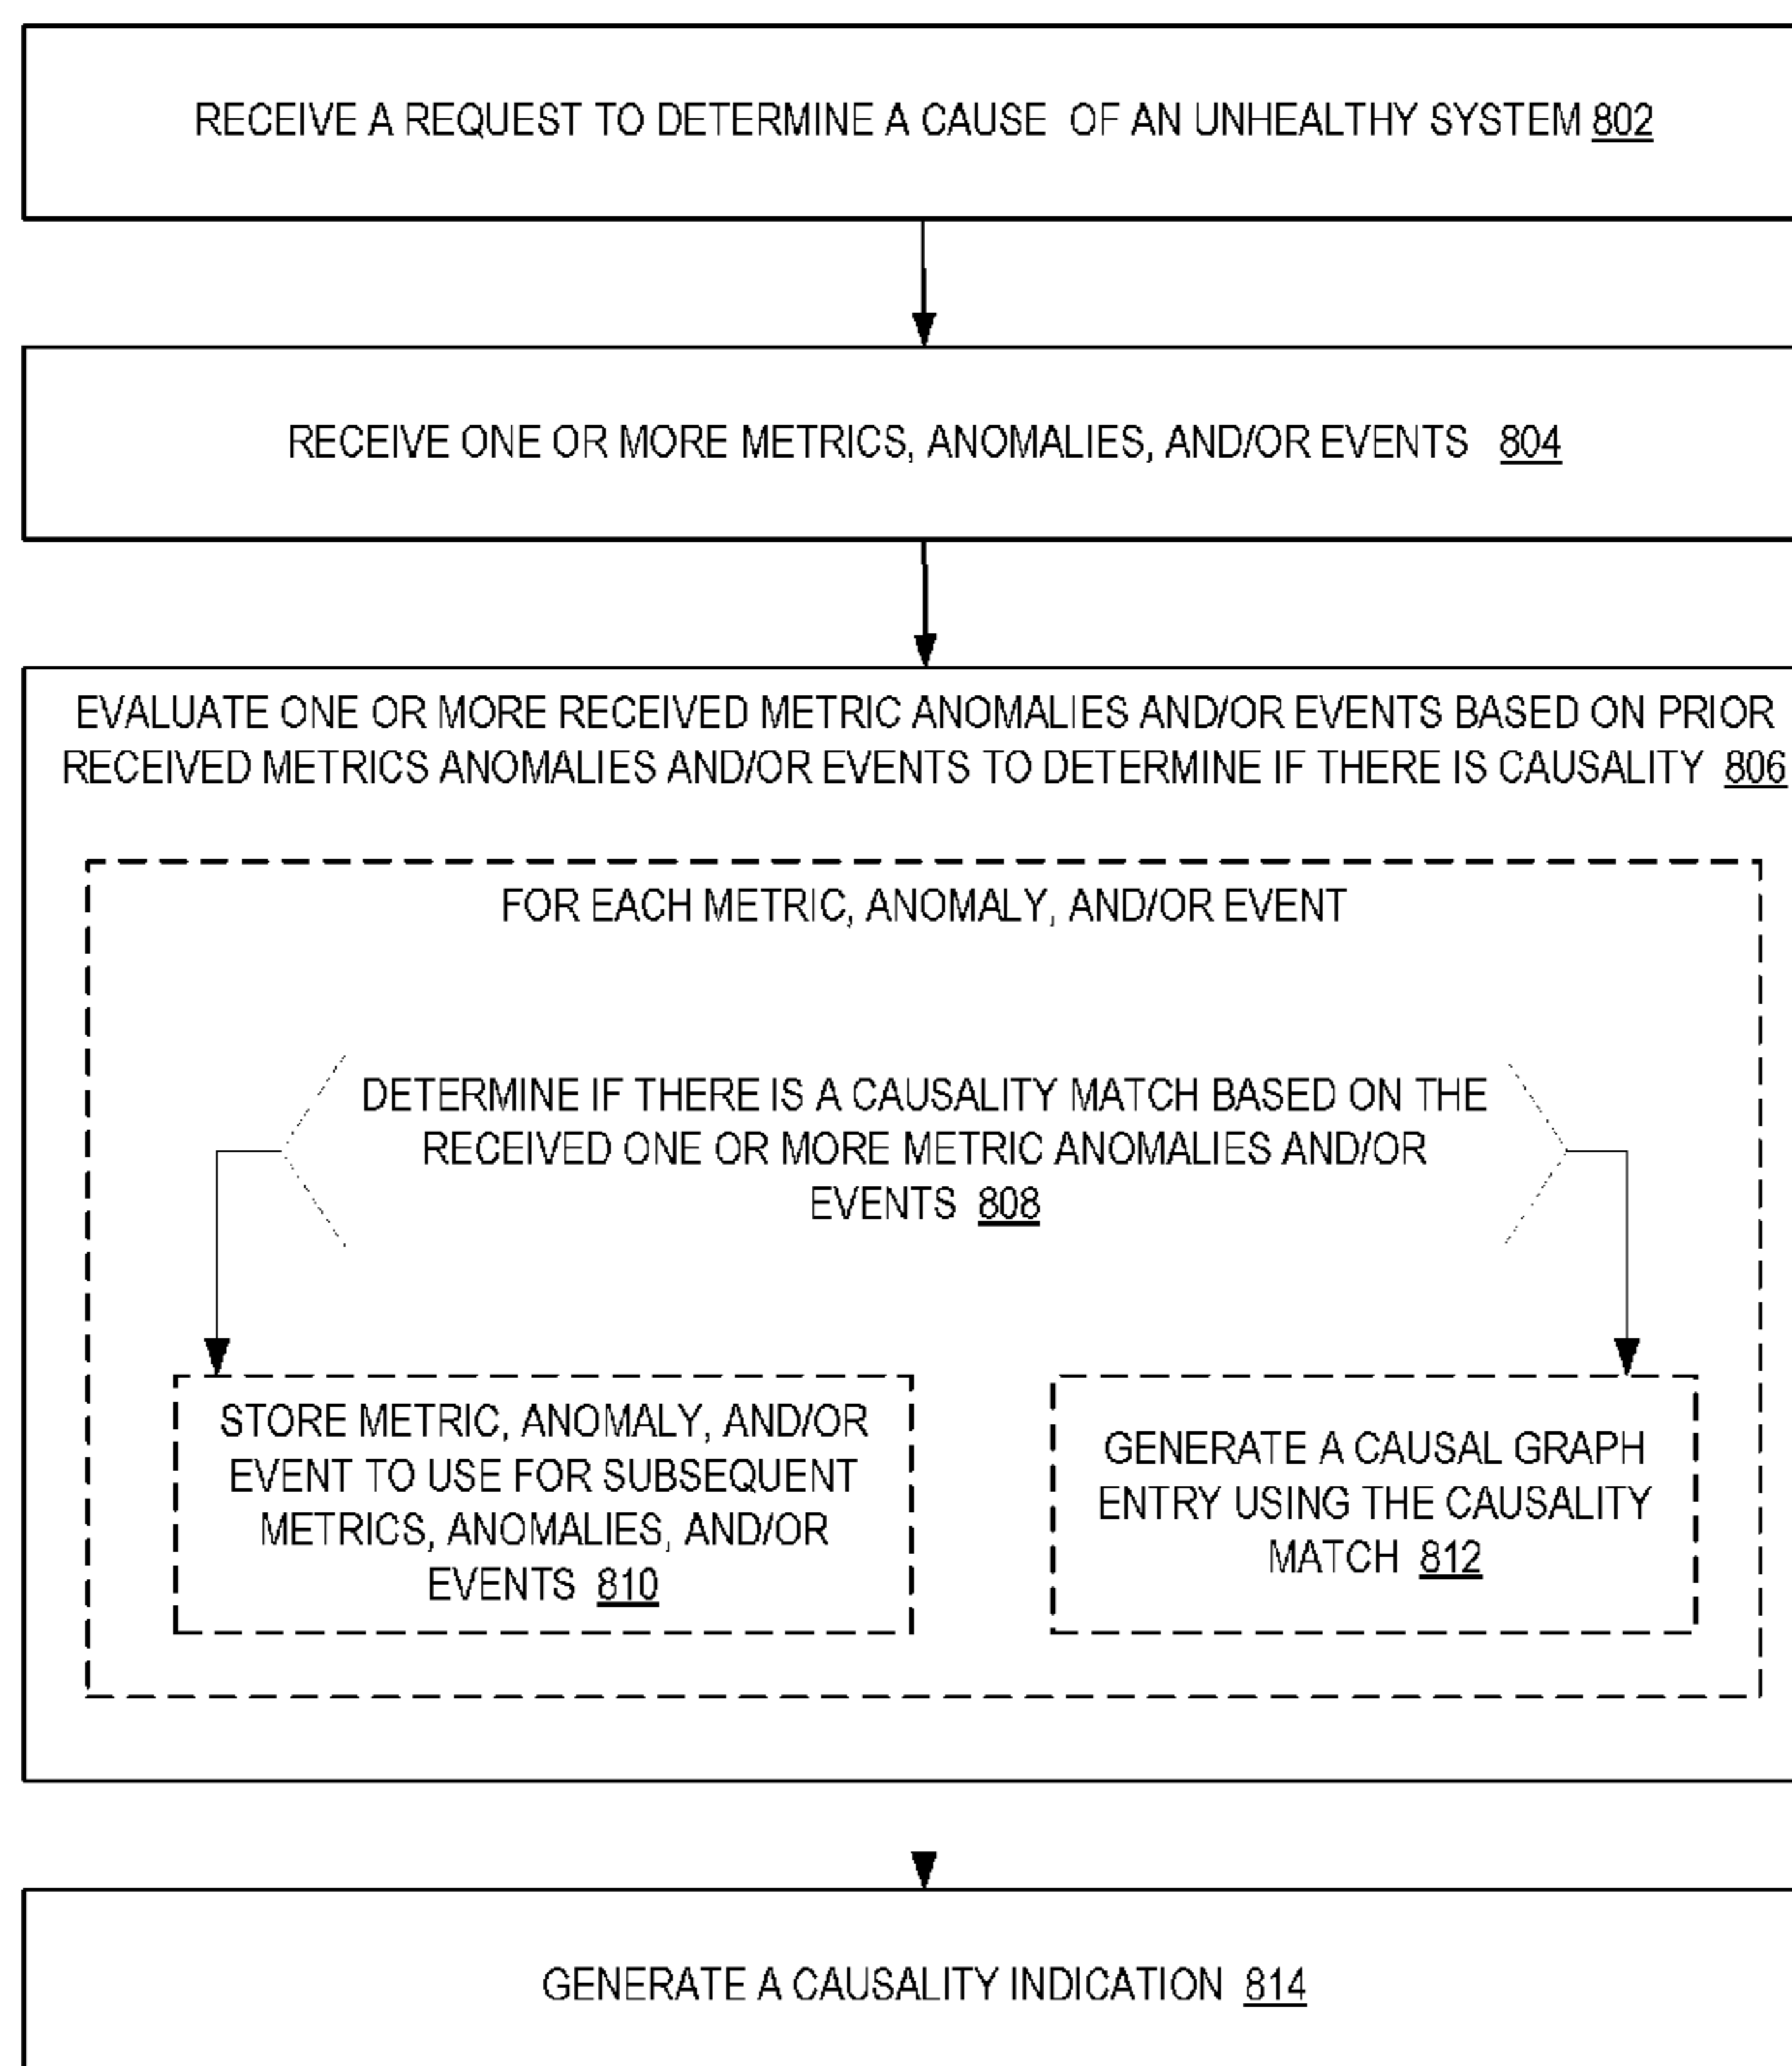 RECEIVE A REQUEST TO DETERMINE A CAUSE OF AN UNHEALTHY SYSTEM 802
RECEIVE ONE OR MORE METRICS, ANOMALIES, AND/OR EVENTS 804
EVALUATE ONE OR MORE RECEIVED METRIC ANOMALIES AND/OR EVENTS BASED ON PRIOR
RECEIVED METRICS ANOMALIES AND/OR EVENTS TO DETERMINE IF THERE IS CAUSALITY 806
FOR EACH METRIC, ANOMALY, AND/OR EVENT
DETERMINE IF THERE IS A CAUSALITY MATCH BASED ON THE
RECEIVED ONE OR MORE METRIC ANOMALIES AND/OR
EVENTS 808
STORE METRIC, ANOMALY, AND/OR
EVENT TO USE FOR SUBSEQUENT
METRICS, ANOMALIES, AND/OR
EVENTS 810
GENERATE A CAUSAL GRAPH
ENTRY USING THE CAUSALITY
MATCH 812
GENERATE A CAUSALITY INDICATION 814